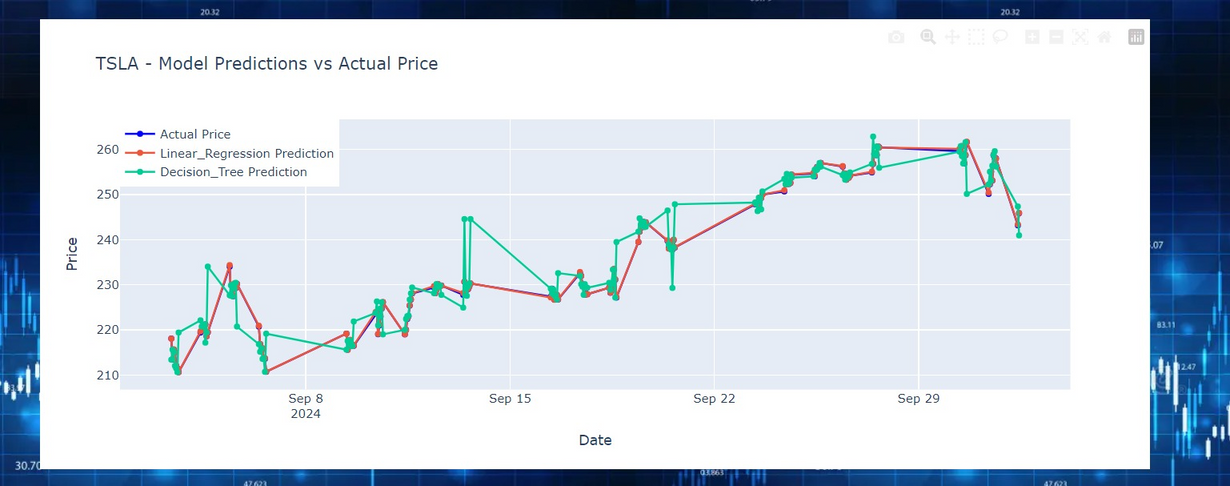 20.32
20.32
TSLA - Model Predictions vs Actual Price
Actual Price
Linear_Regression Prediction
Decision_Tree Prediction
260
250
240
230
220
210
Price
Sep 8
2024
Sep 15
Sep 22
Sep 29
Date
83.11
12.47
30.70
47.623
47.623